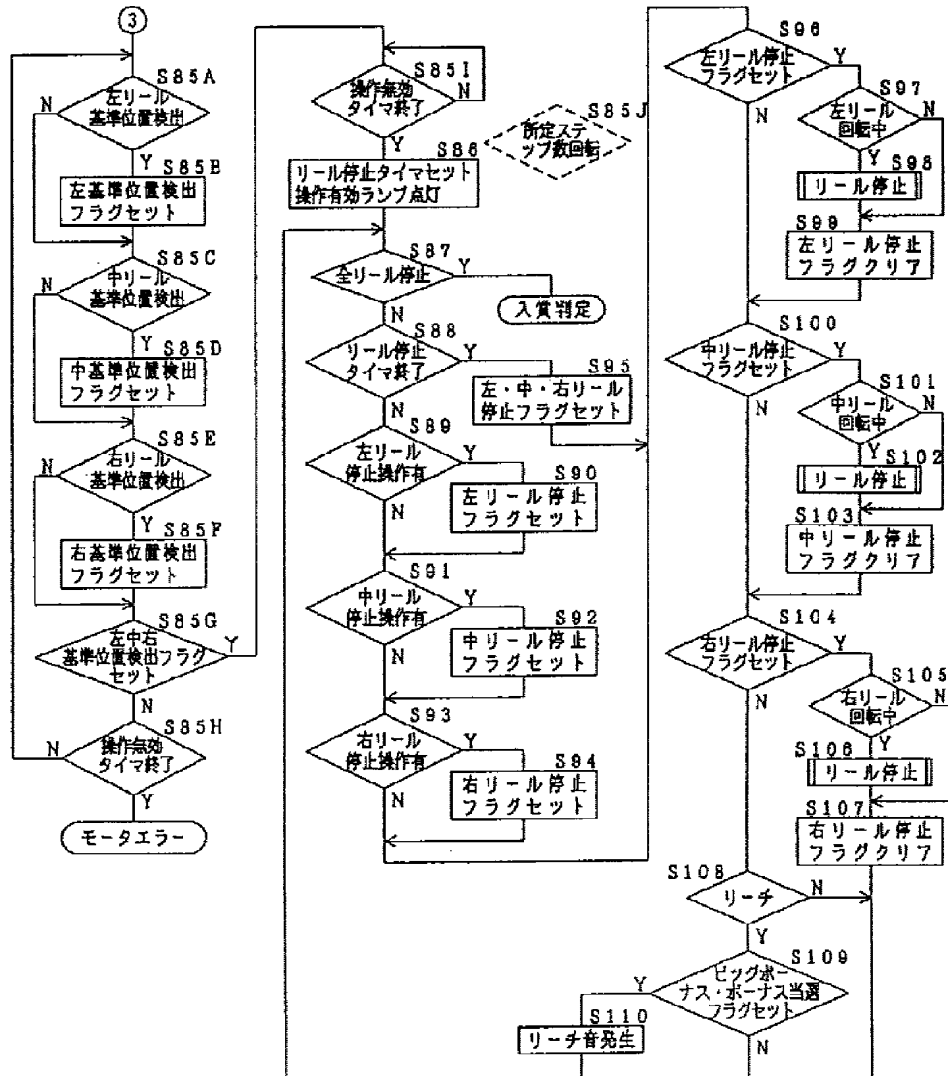 3
S85A
左リール
基準位置検出
N
Y
S85B
左基準位置検出
フラグセット
S85C
中リール
基準位置検出
N
Y
S85D
中基準位置検出
フラグセット
S85E
右リール
基準位置検出
N
Y
S85F
右基準位置検出
フラグセット
S85G
左中右
基準位置検出フラグ
セット
Y
N
S85H
操作無効
タイマ終了
N
Y
モータエラー
S85I
操作無効
タイマ終了
N
Y
S85J
所定ステ
ップ数回転
S86
リール停止タイマセット
操作有効ランプ点灯
S87
全リール停止
Y
入賞判定
N
S88
リール停止
タイマ終了
Y
S95
左・中・右リール
停止フラグセット
N
S89
左リール
停止操作有
Y
S90
左リール停止
フラグセット
N
S91
中リール
停止操作有
Y
S92
中リール停止
フラグセット
N
S93
右リール
停止操作有
Y
S94
右リール停止
フラグセット
N
S96
左リール停止
フラグセット
Y
N
S97
左リール
回転中
N
Y
S98
リール停止
S99
左リール停止
フラグクリア
S100
中リール停止
フラグセット
Y
N
S101
中リール
回転中
N
Y
S102
リール停止
S103
中リール停止
フラグクリア
S104
右リール停止
フラグセット
Y
N
S105
右リール
回転中
N
Y
S106
リール停止
S107
右リール停止
フラグクリア
S108
リーチ
N
Y
S109
ビッグボー
ナス・ボーナス当選
フラグセット
Y
N
S110
リーチ音発生